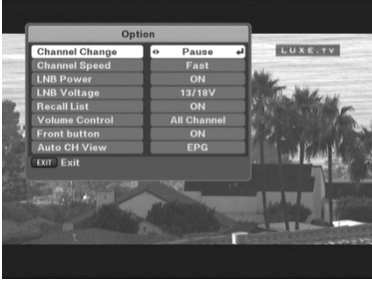 Option
Channel Change Pause
Channel Speed Fast
LNB Power ON
LNB Voltage 13/18V
Recall List ON
Volume Control All Channel
Front button ON
Auto CH View EPG
EXIT Exit
LUXE.TV